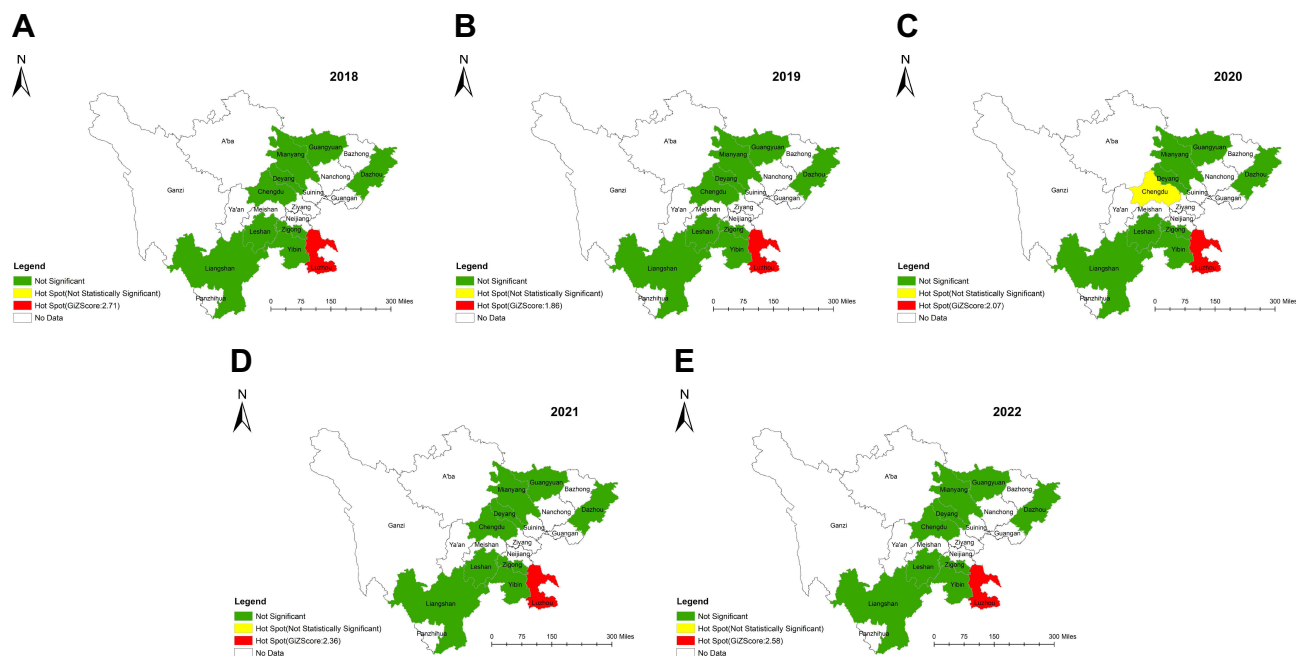 A
N
2018
A'ba
Guangyuan
Mianyang
Bazhong
Ganzi
Deyang
Nanchong
Dazhou
Chengdu
Suining
Guangan
Ya'an
Meishan
Ziyang
Neijiang
Leshan
Zigong
Yibin
Liangshan
Luzhou
Panzhihua
Legend
Not Significant
Hot Spot(Not Statistically Significant)
Hot Spot(GiZScore:2.71)
No Data
0 75 150 300 Miles
B
N
2019
A'ba
Guangyuan
Mianyang
Bazhong
Ganzi
Deyang
Nanchong
Dazhou
Chengdu
Suining
Guangan
Ya'an
Meishan
Ziyang
Neijiang
Leshan
Zigong
Yibin
Liangshan
Luzhou
Panzhihua
Legend
Not Significant
Hot Spot(Not Statistically Significant)
Hot Spot(GiZScore:1.86)
No Data
0 75 150 300 Miles
C
N
2020
A'ba
Guangyuan
Mianyang
Bazhong
Ganzi
Deyang
Nanchong
Dazhou
Chengdu
Suining
Guangan
Ya'an
Meishan
Ziyang
Neijiang
Leshan
Zigong
Yibin
Liangshan
Luzhou
Panzhihua
Legend
Not Significant
Hot Spot(Not Statistically Significant)
Hot Spot(GiZScore:2.07)
No Data
0 75 150 300 Miles
D
N
2021
A'ba
Guangyuan
Mianyang
Bazhong
Ganzi
Deyang
Nanchong
Dazhou
Chengdu
Suining
Guangan
Ya'an
Meishan
Ziyang
Neijiang
Leshan
Zigong
Yibin
Liangshan
Luzhou
Panzhihua
Legend
Not Significant
Hot Spot(Not Statistically Significant)
Hot Spot(GiZScore:2.36)
No Data
0 75 150 300 Miles
E
N
2022
A'ba
Guangyuan
Mianyang
Bazhong
Ganzi
Deyang
Nanchong
Dazhou
Chengdu
Suining
Guangan
Ya'an
Meishan
Ziyang
Neijiang
Leshan
Zigong
Yibin
Liangshan
Luzhou
Panzhihua
Legend
Not Significant
Hot Spot(Not Statistically Significant)
Hot Spot(GiZScore:2.58)
No Data
0 75 150 300 Miles